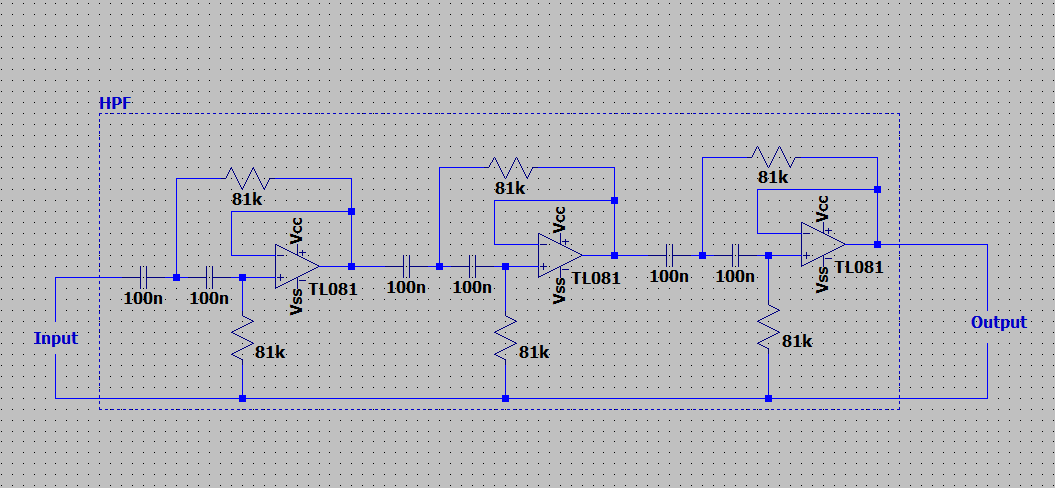 HPF
81k
81k
81k
Vcc
Vcc
Vcc
TL081
TL081
TL081
Vss
Vss
Vss
100n
100n
100n
100n
100n
100n
Input
81k
81k
81k
Output